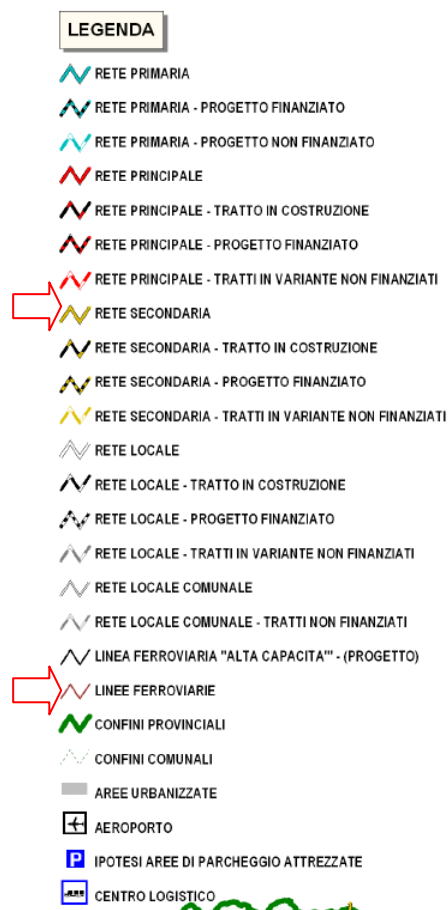 LEGENDA
RETE PRIMARIA
RETE PRIMARIA - PROGETTO FINANZIATO
RETE PRIMARIA - PROGETTO NON FINANZIATO
RETE PRINCIPALE
RETE PRINCIPALE - TRATTO IN COSTRUZIONE
RETE PRINCIPALE - PROGETTO FINANZIATO
RETE PRINCIPALE - TRATTI IN VARIANTE NON FINANZIATI
RETE SECONDARIA
RETE SECONDARIA - TRATTO IN COSTRUZIONE
RETE SECONDARIA - PROGETTO FINANZIATO
RETE SECONDARIA - TRATTI IN VARIANTE NON FINANZIATI
RETE LOCALE
RETE LOCALE - TRATTO IN COSTRUZIONE
RETE LOCALE - PROGETTO FINANZIATO
RETE LOCALE - TRATTI IN VARIANTE NON FINANZIATI
RETE LOCALE COMUNALE
RETE LOCALE COMUNALE - TRATTI NON FINANZIATI
LINEA FERROVIARIA "ALTA CAPACITA'" - (PROGETTO)
LINEE FERROVIARIE
CONFINI PROVINCIALI
CONFINI COMUNALI
AREE URBANIZZATE
AEROPORTO
P IPOTESI AREE DI PARCHEGGIO ATTREZZATE
CENTRO LOGISTICO